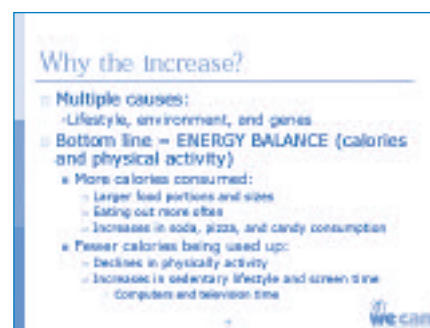 Why the Increase?
Multiple causes:
-Lifestyle, environment, and genes
Bottom line – ENERGY BALANCE (calories
and physical activity)
More calories consumed:
Larger food portions and sizes
Eating out more often
Increases in soda, pizza, and candy consumption
Fewer calories being used up:
Declines in physically activity
Increases in sedentary lifestyle and screen time
Computers and television time
we can